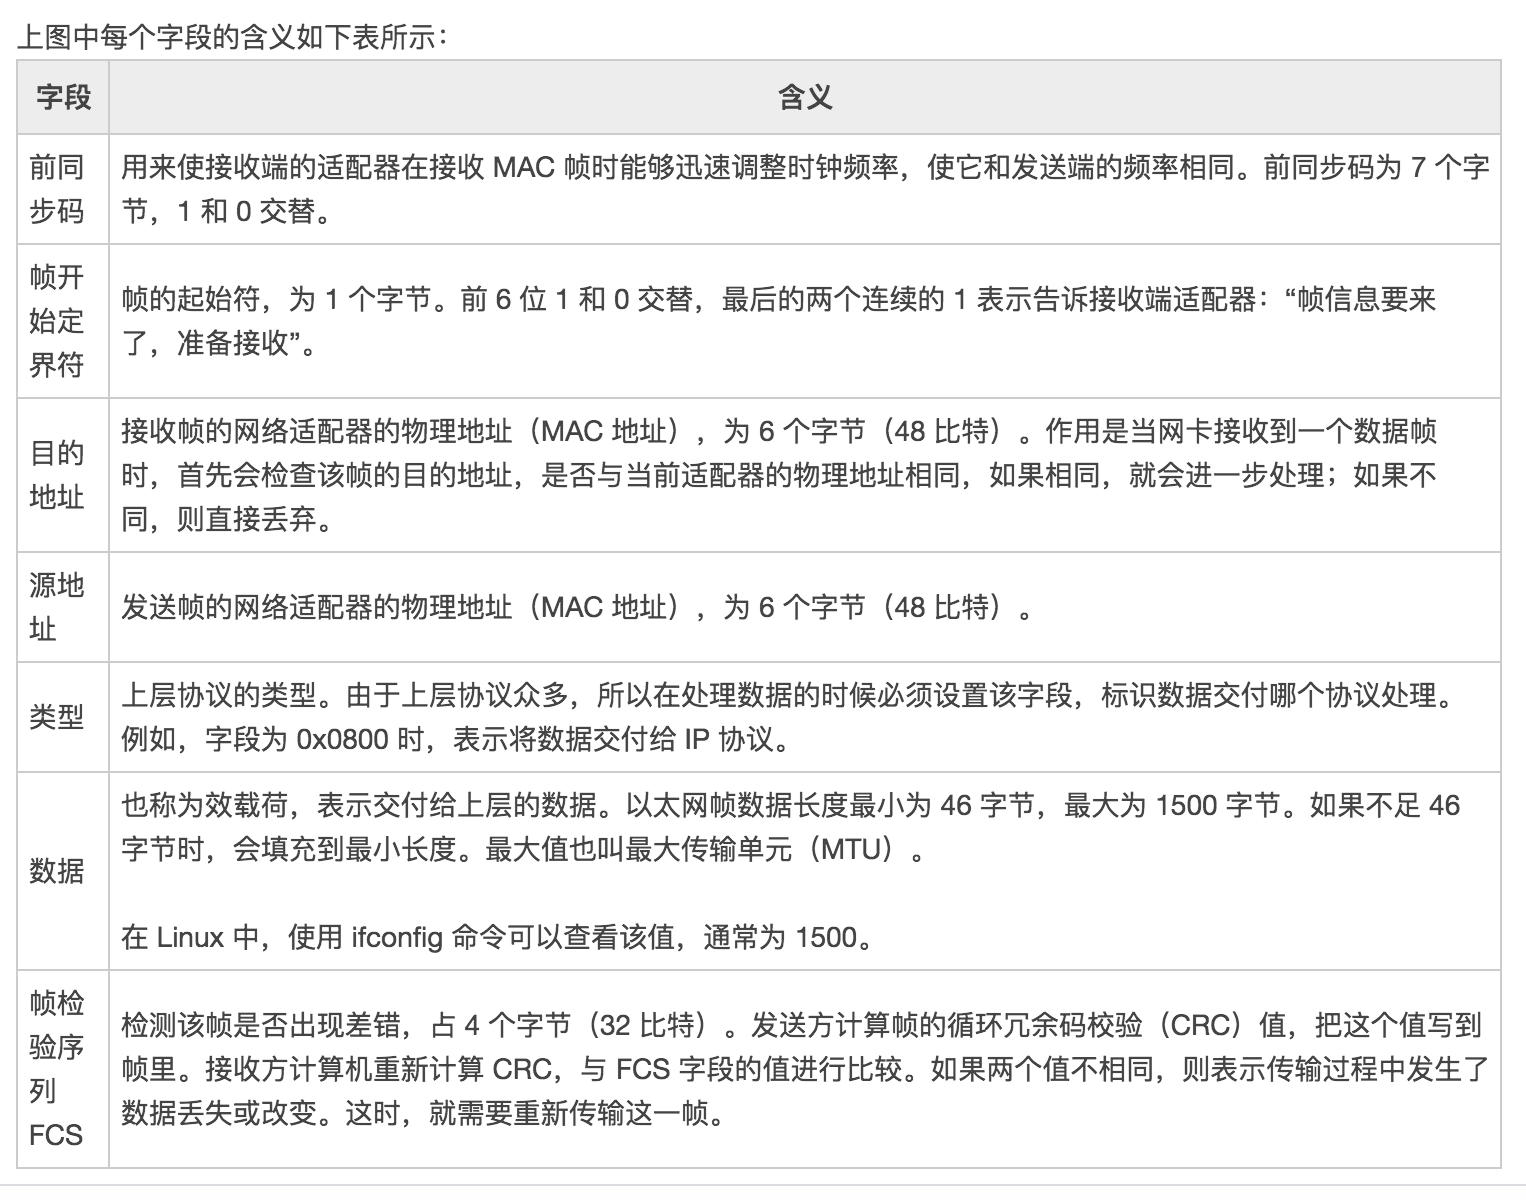 上图中每个字段的含义如下表所示：
字段
含义
前同
步码
用来使接收端的适配器在接收 MAC 帧时能够迅速调整时钟频率，使它和发送端的频率相同。前同步码为 7 个字
节，1 和 0 交替。
帧开
始定
界符
帧的起始符，为 1 个字节。前 6 位 1 和 0 交替，最后的两个连续的 1 表示告诉接收端适配器：“帧信息要来
了，准备接收”。
目的
地址
接收帧的网络适配器的物理地址（MAC 地址），为 6 个字节（48 比特）。作用是当网卡接收到一个数据帧
时，首先会检查该帧的目的地址，是否与当前适配器的物理地址相同，如果相同，就会进一步处理；如果不
同，则直接丢弃。
源地
址
发送帧的网络适配器的物理地址（MAC 地址），为 6 个字节（48 比特）。
类型
上层协议的类型。由于上层协议众多，所以在处理数据的时候必须设置该字段，标识数据交付哪个协议处理。
例如，字段为 0x0800 时，表示将数据交付给 IP 协议。
数据
也称为效载荷，表示交付给上层的数据。以太网帧数据长度最小为 46 字节，最大为 1500 字节。如果不足 46
字节时，会填充到最小长度。最大值也叫最大传输单元（MTU）。
在 Linux 中，使用 ifconfig 命令可以查看该值，通常为 1500。
帧检
验序
列
FCS
检测该帧是否出现差错，占 4 个字节（32 比特）。发送方计算帧的循环冗余码校验（CRC）值，把这个值写到
帧里。接收方计算机重新计算 CRC，与 FCS 字段的值进行比较。如果两个值不相同，则表示传输过程中发生了
数据丢失或改变。这时，就需要重新传输这一帧。